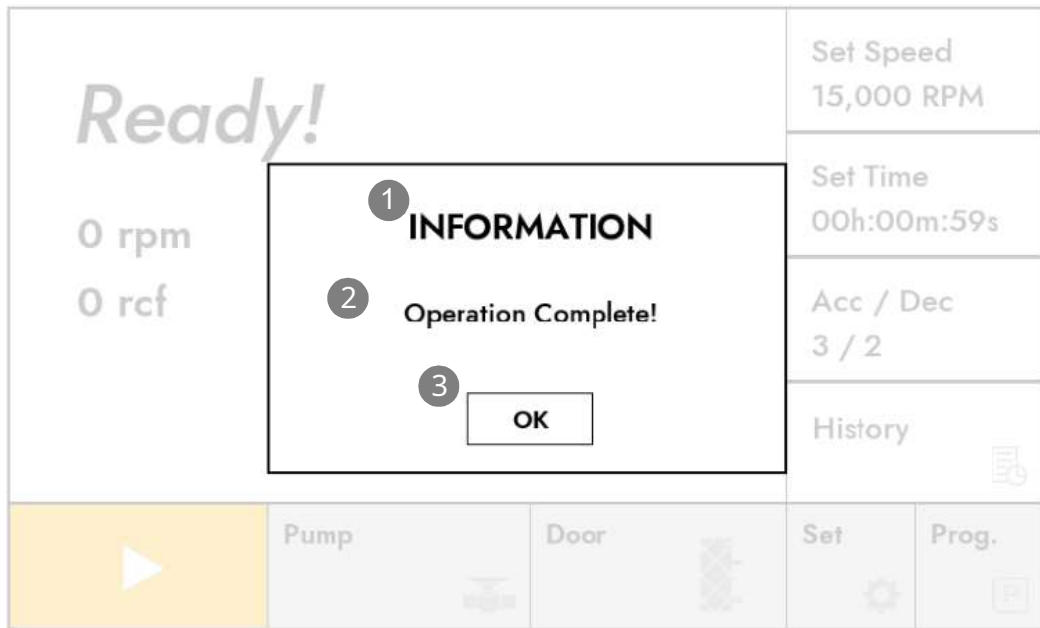 Ready!
0 rpm
0 rcf
Set Speed
15,000 RPM
Set Time
00h:00m:59s
Acc / Dec
3 / 2
History
1
INFORMATION
2
Operation Complete!
3
OK
Pump
Door
Set
Prog.
P